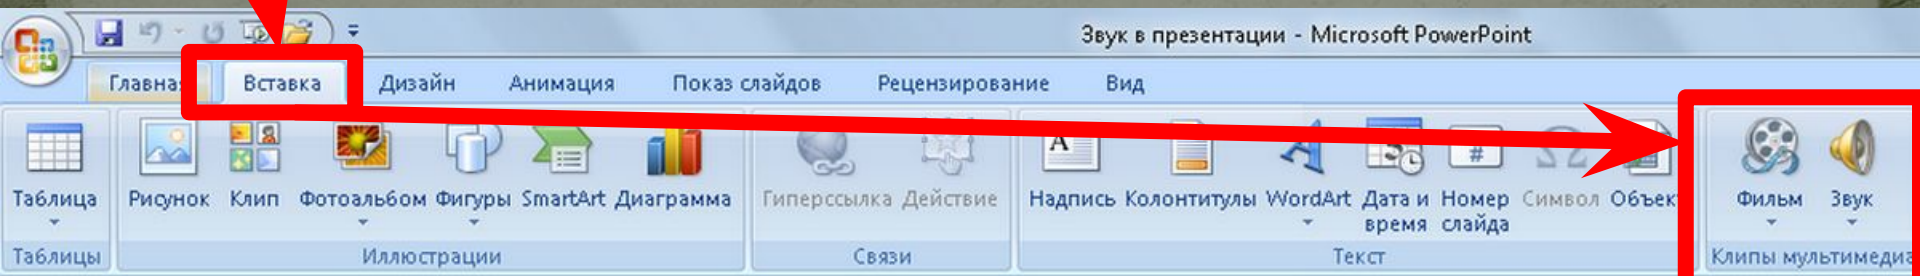 Звук в презентации - Microsoft PowerPoint
Главная Вставка Дизайн Анимация Показ слайдов Рецензирование Вид
Таблица Рисунок Клип Фотоальбом Фигуры SmartArt Диаграмма Гиперссылка Действие Надпись Колонтитулы WordArt Дата и время Номер слайда Символ Объект Фильм Звук
Таблицы Иллюстрации Связи Текст Клипы мультимедиа